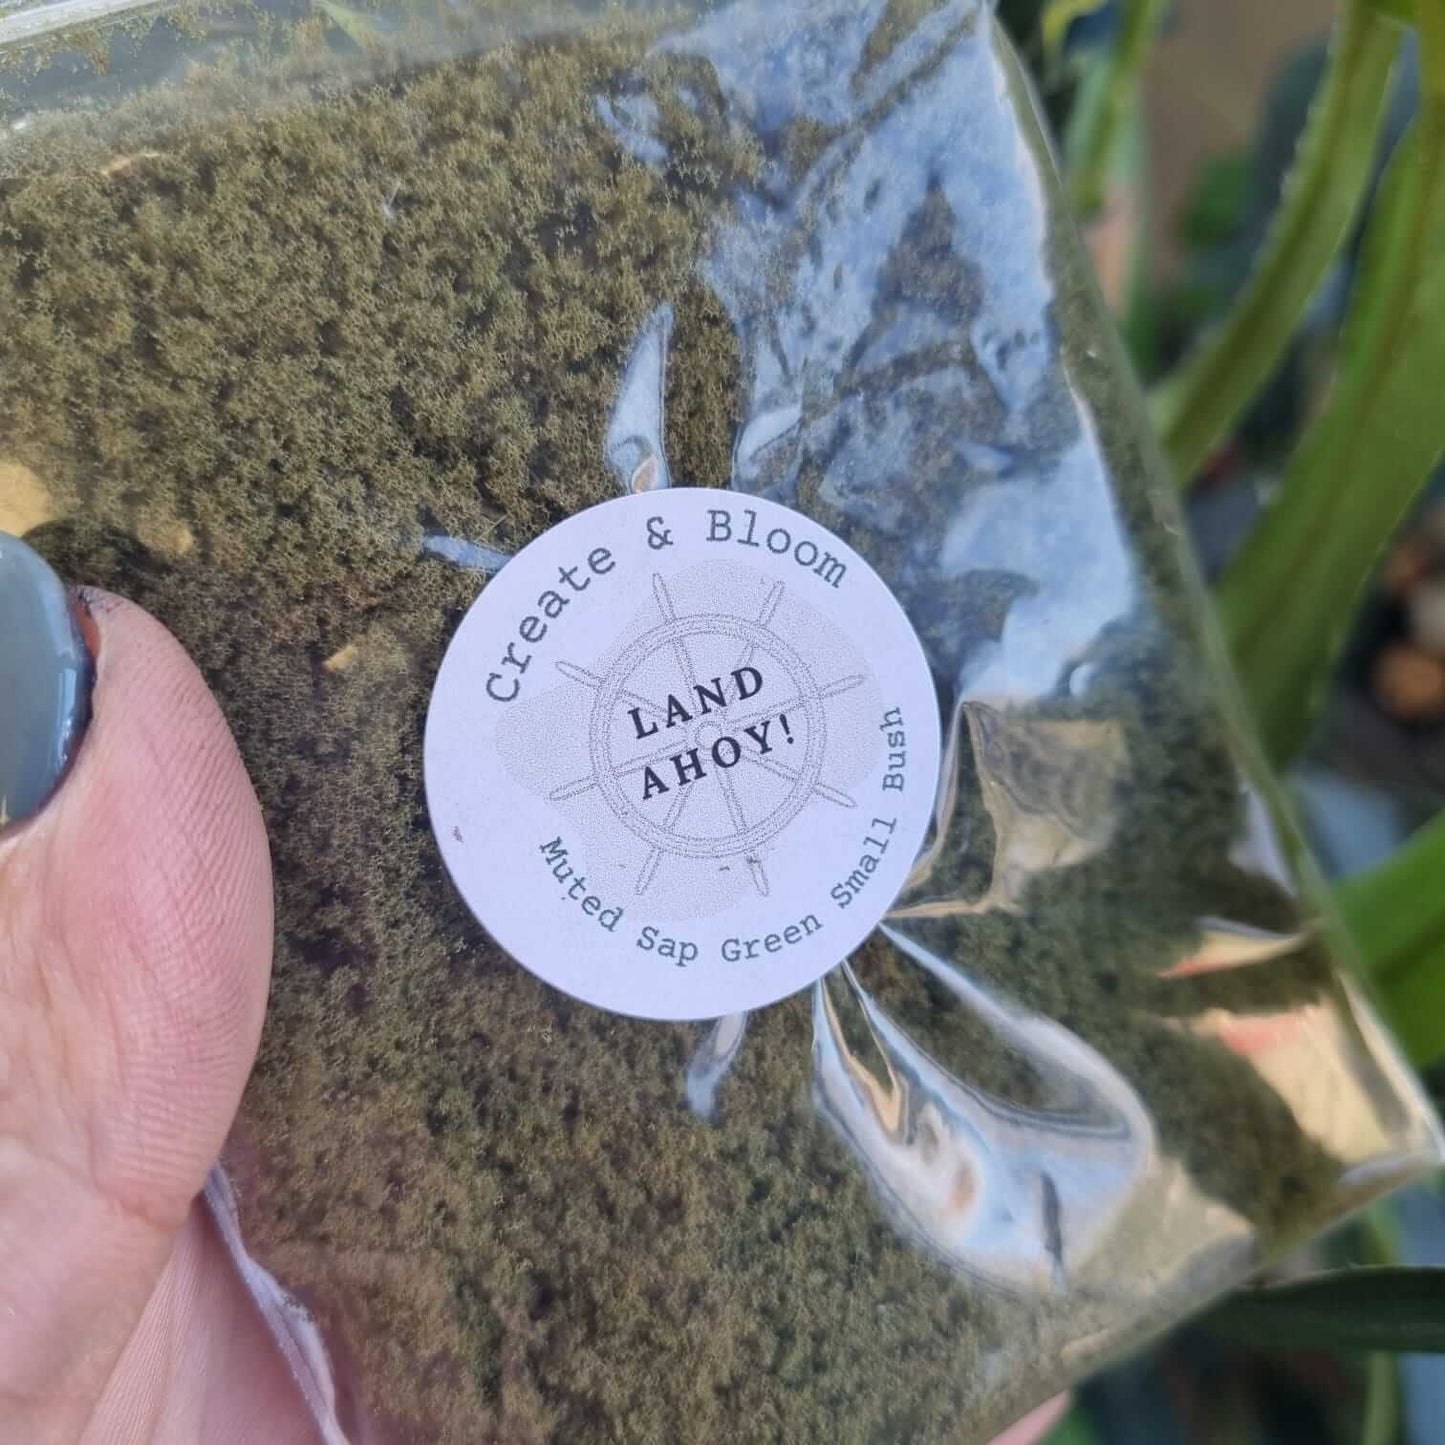 Create & Bloom
LAND
AHOY!
Muted Sap Green Small Bush